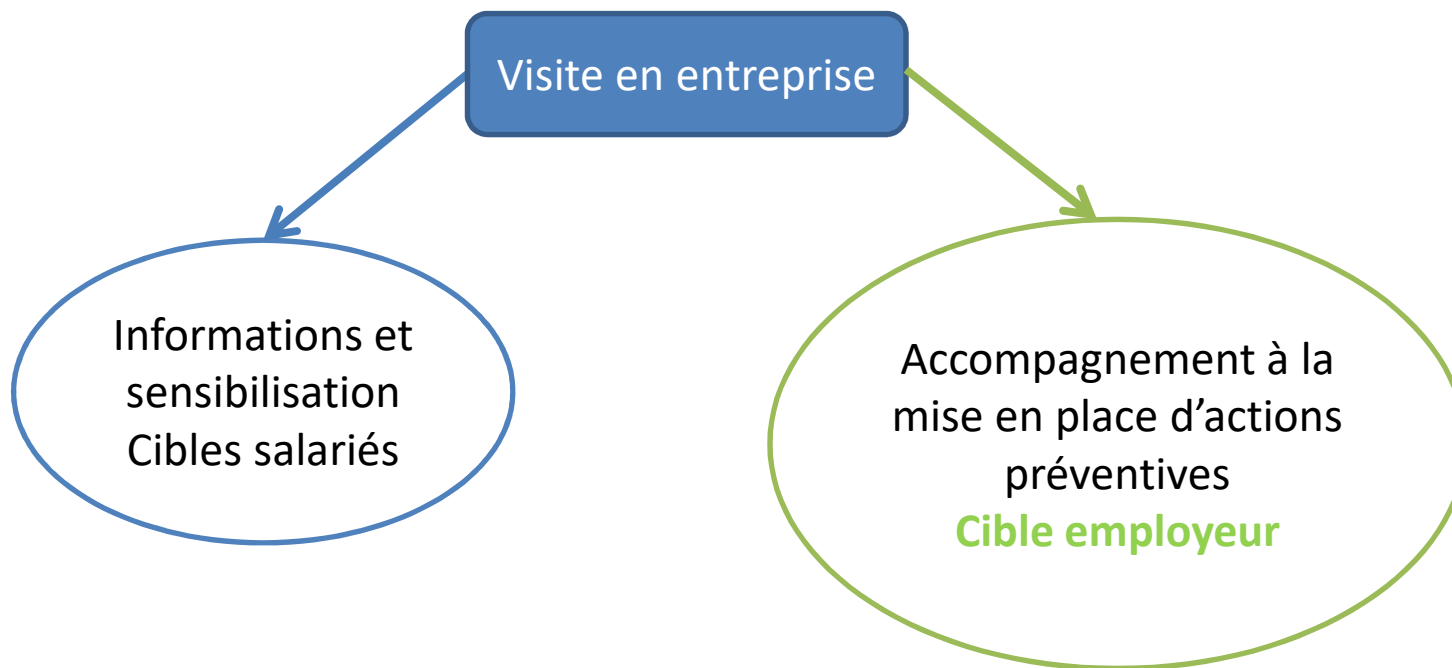 Visite en entreprise
Informations et
sensibilisation
Cibles salariés
Accompagnement à la
mise en place d’actions
préventives
Cible employeur